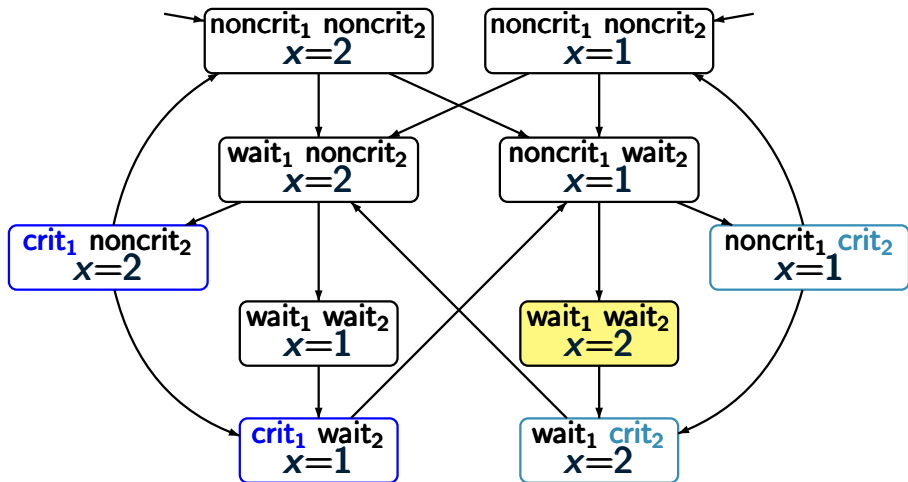 noncrit₁ noncrit₂
x=2
noncrit₁ noncrit₂
x=1
wait₁ noncrit₂
x=2
noncrit₁ wait₂
x=1
crit₁ noncrit₂
x=2
noncrit₁ crit₂
x=1
wait₁ wait₂
x=1
wait₁ wait₂
x=2
crit₁ wait₂
x=1
wait₁ crit₂
x=2